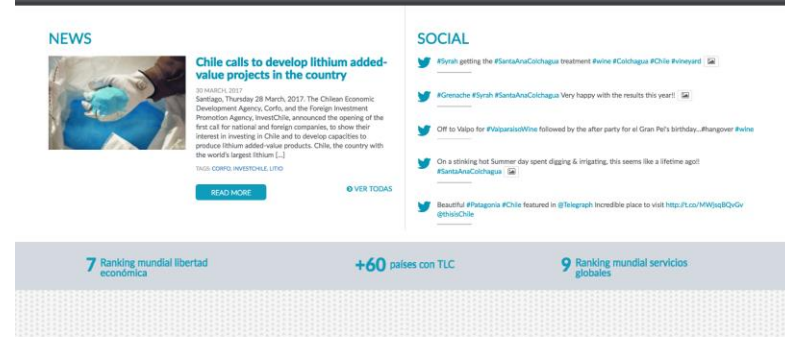 NEWS
Chile calls to develop lithium added-
value projects in the country
30 MARCH, 2017
Santiago, Thursday 28 March, 2017. The Chilean Economic
Development Agency, Corfo, and the Foreign Investment
Promotion Agency, InvestChile, announced the opening of the
first call for national and foreign companies, to show their
interest in investing in Chile and to develop capacities to
produce lithium added-value products. Chile, the country with
the world's largest lithium [...]
TAGS: CORFO, INVESTCHILE, LITIO
READ MORE
VER TODAS
SOCIAL
#Syrah getting the #SantaAnaColchagua treatment #wine #Colchagua #Chile #vineyard
#Grenache #Syrah #SantaAnaColchagua Very happy with the results this year!!
Off to Valpo for #ValparaisoWine followed by the after party for el Gran Pei's birthday...#hangover #wine
On a stinking hot Summer day spent digging & irrigating, this seems like a lifetime ago!!
#SantaAnaColchagua
Beautiful #Patagonia #Chile featured in @Telegraph Incredible place to visit http://t.co/MWjsqBQvGv
@thisisChile
7 Ranking mundial libertad
económica
+60 países con TLC
9 Ranking mundial servicios
globales